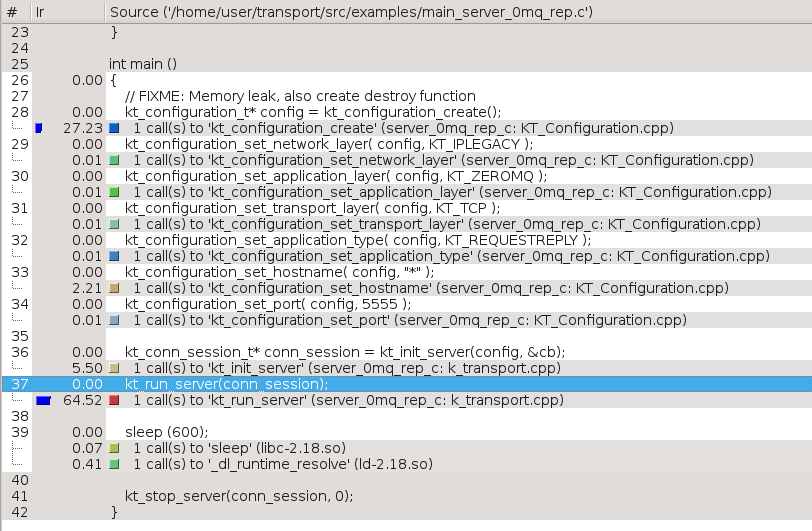 # Ir Source ('/home/user/transport/src/examples/main_server_0mq_rep.c')
23 }
24
25 int main ()
26 0.00 {
27 // FIXME: Memory leak, also create destroy function
28 0.00 kt_configuration_t* config = kt_configuration_create();
27.23 1 call(s) to 'kt_configuration_create' (server_0mq_rep_c: KT_Configuration.cpp)
29 0.00 kt_configuration_set_network_layer( config, KT_IPLEGACY );
0.01 1 call(s) to 'kt_configuration_set_network_layer' (server_0mq_rep_c: KT_Configuration.cpp)
30 0.00 kt_configuration_set_application_layer( config, KT_ZEROMQ );
0.01 1 call(s) to 'kt_configuration_set_application_layer' (server_0mq_rep_c: KT_Configuration.cpp)
31 0.00 kt_configuration_set_transport_layer( config, KT_TCP );
0.01 1 call(s) to 'kt_configuration_set_transport_layer' (server_0mq_rep_c: KT_Configuration.cpp)
32 0.00 kt_configuration_set_application_type( config, KT_REQUESTREPLY );
0.01 1 call(s) to 'kt_configuration_set_application_type' (server_0mq_rep_c: KT_Configuration.cpp)
33 0.00 kt_configuration_set_hostname( config, "*" );
2.21 1 call(s) to 'kt_configuration_set_hostname' (server_0mq_rep_c: KT_Configuration.cpp)
34 0.00 kt_configuration_set_port( config, 5555 );
0.01 1 call(s) to 'kt_configuration_set_port' (server_0mq_rep_c: KT_Configuration.cpp)
35
36 0.00 kt_conn_session_t* conn_session = kt_init_server(config, &cb);
5.50 1 call(s) to 'kt_init_server' (server_0mq_rep_c: k_transport.cpp)
37 0.00 kt_run_server(conn_session);
64.52 1 call(s) to 'kt_run_server' (server_0mq_rep_c: k_transport.cpp)
38
39 0.00 sleep (600);
0.07 1 call(s) to 'sleep' (libc-2.18.so)
0.41 1 call(s) to '_dl_runtime_resolve' (ld-2.18.so)
40
41 kt_stop_server(conn_session, 0);
42 }